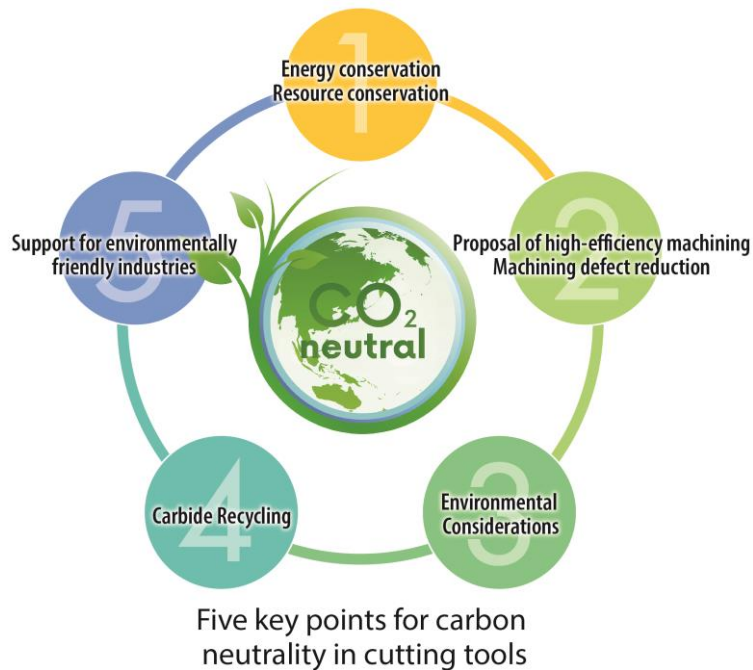 1
Energy conservation
Resource conservation
2
Proposal of high-efficiency machining
Machining defect reduction
3
Environmental
Considerations
4
Carbide Recycling
5
Support for environmentally
friendly industries
CO₂
neutral
Five key points for carbon
neutrality in cutting tools